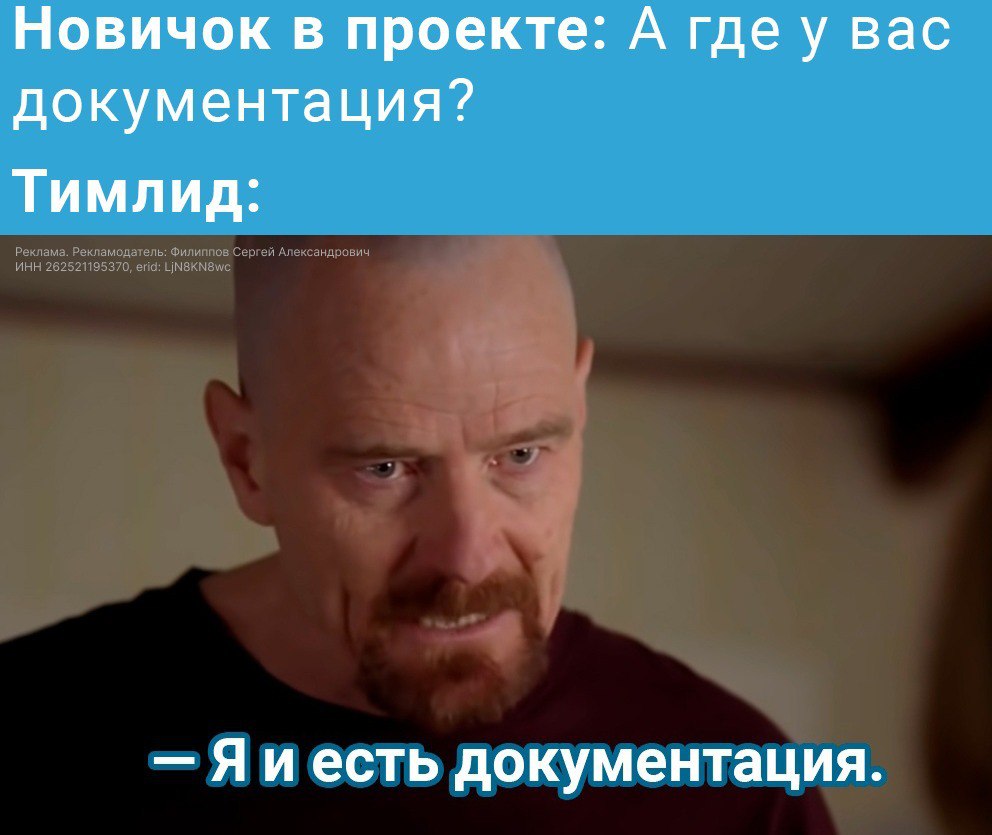 Новичок в проекте: А где у вас
документация?
Тимлид:
Реклама. Рекламодатель: Филиппов Сергей Александрович
ИНН 262521195370, erid: LjN8KN8wc
— Я и есть документация.